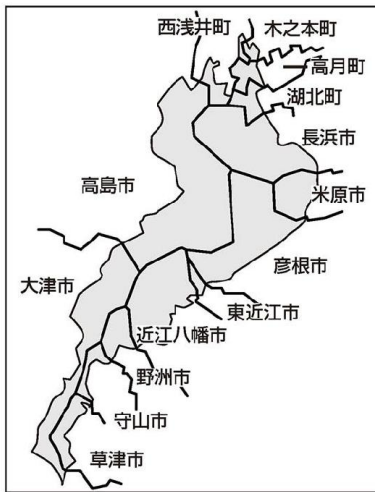 西浅井町
木之本町
高月町
湖北町
長浜市
高島市
米原市
彦根市
大津市
東近江市
近江八幡市
野洲市
守山市
草津市